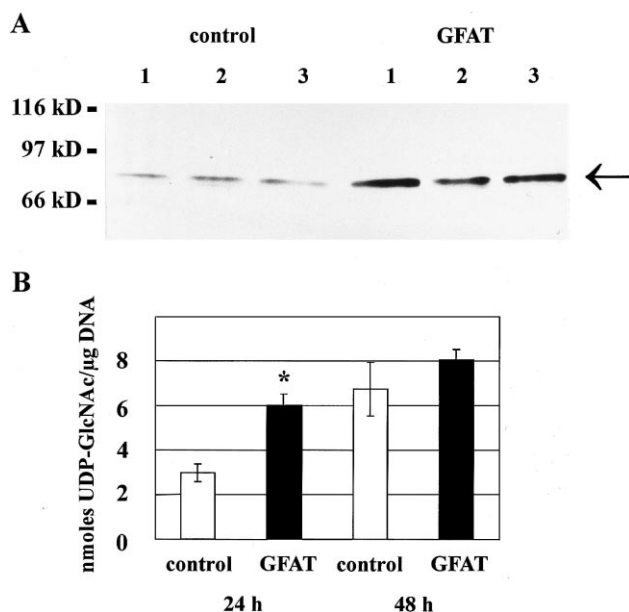 A
control GFAT
1 2 3 1 2 3
116 kD -
97 kD -
66 kD -
B
nmoles UDP-GlcNAc/µg DNA
8
6
4
2
0
*
control GFAT control GFAT
24 h 48 h